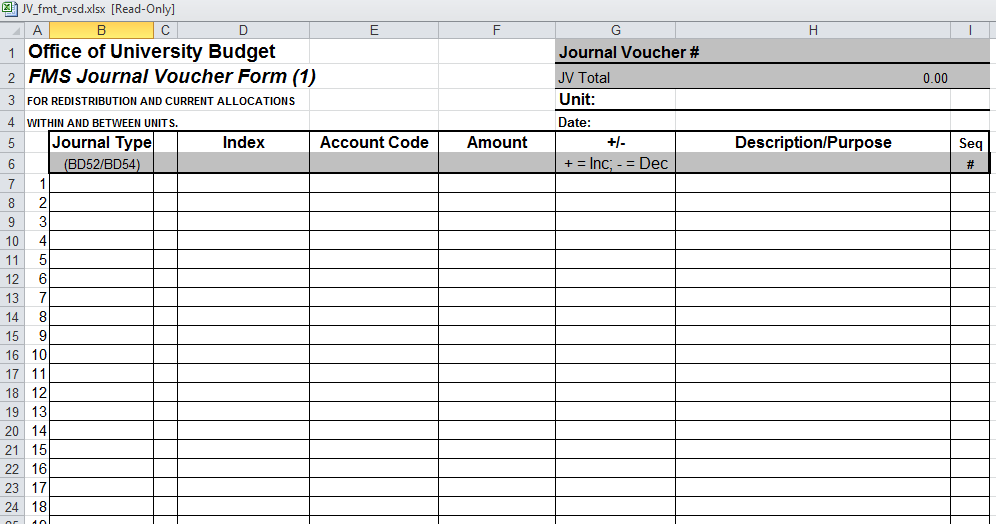 JV_fmt_rvsd.xlsx [Read-Only]
A B C D E F G H I
1 Office of University Budget Journal Voucher #
2 FMS Journal Voucher Form (1) JV Total 0.00
3 FOR REDISTRIBUTION AND CURRENT ALLOCATIONS Unit:
4 WITHIN AND BETWEEN UNITS. Date:
5 Journal Type Index Account Code Amount +/- Description/Purpose Seq
6 (BD52/BD54) + = Inc; - = Dec #
7 1
8 2
9 3
10 4
11 5
12 6
13 7
14 8
15 9
16 10
17 11
18 12
19 13
20 14
21 15
22 16
23 17
24 18